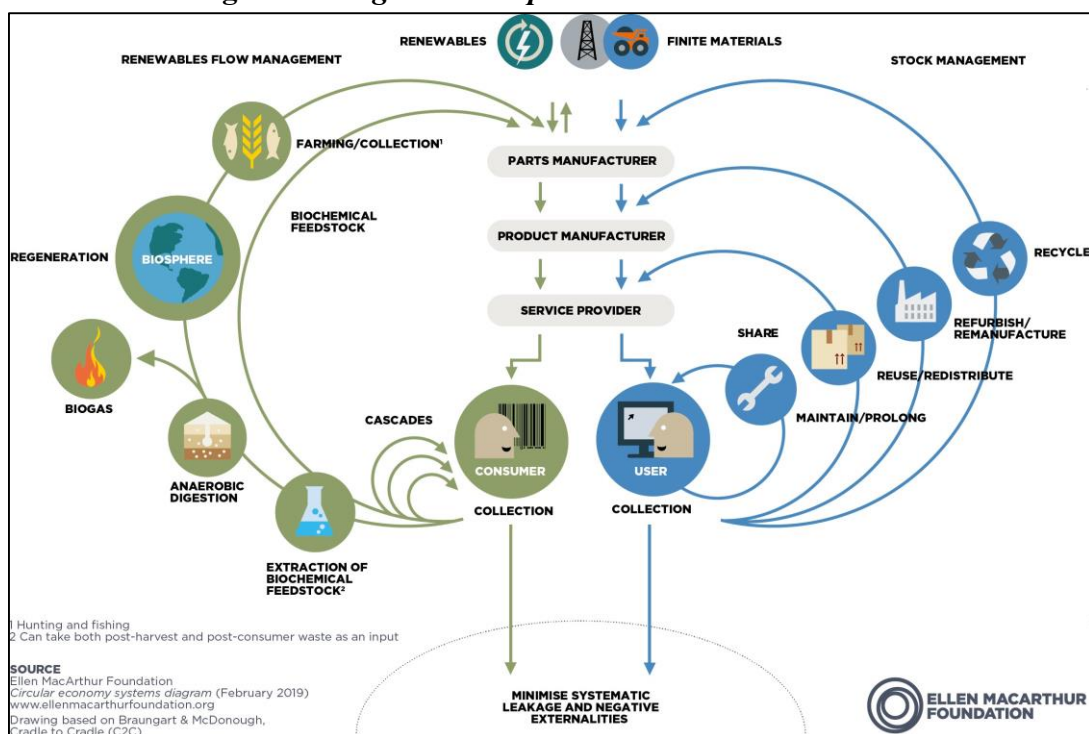 RENEWABLES
FINITE MATERIALS
RENEWABLES FLOW MANAGEMENT
STOCK MANAGEMENT
FARMING/COLLECTION¹
PARTS MANUFACTURER
BIOCHEMICAL
FEEDSTOCK
PRODUCT MANUFACTURER
REGENERATION
BIOSPHERE
RECYCLE
SERVICE PROVIDER
SHARE
REFURBISH/
REMANUFACTURE
REUSE/REDISTRIBUTE
BIOGAS
CASCADES
MAINTAIN/PROLONG
CONSUMER
USER
ANAEROBIC
DIGESTION
COLLECTION
COLLECTION
EXTRACTION OF
BIOCHEMICAL
FEEDSTOCK²
1 Hunting and fishing
2 Can take both post-harvest and post-consumer waste as an input
SOURCE
Ellen MacArthur Foundation
Circular economy systems diagram (February 2019)
www.ellenmacarthurfoundation.org
Drawing based on Braungart & McDonough,
Cradle to Cradle (C2C)
MINIMISE SYSTEMATIC
LEAKAGE AND NEGATIVE
EXTERNALITIES
ELLEN MACARTHUR
FOUNDATION